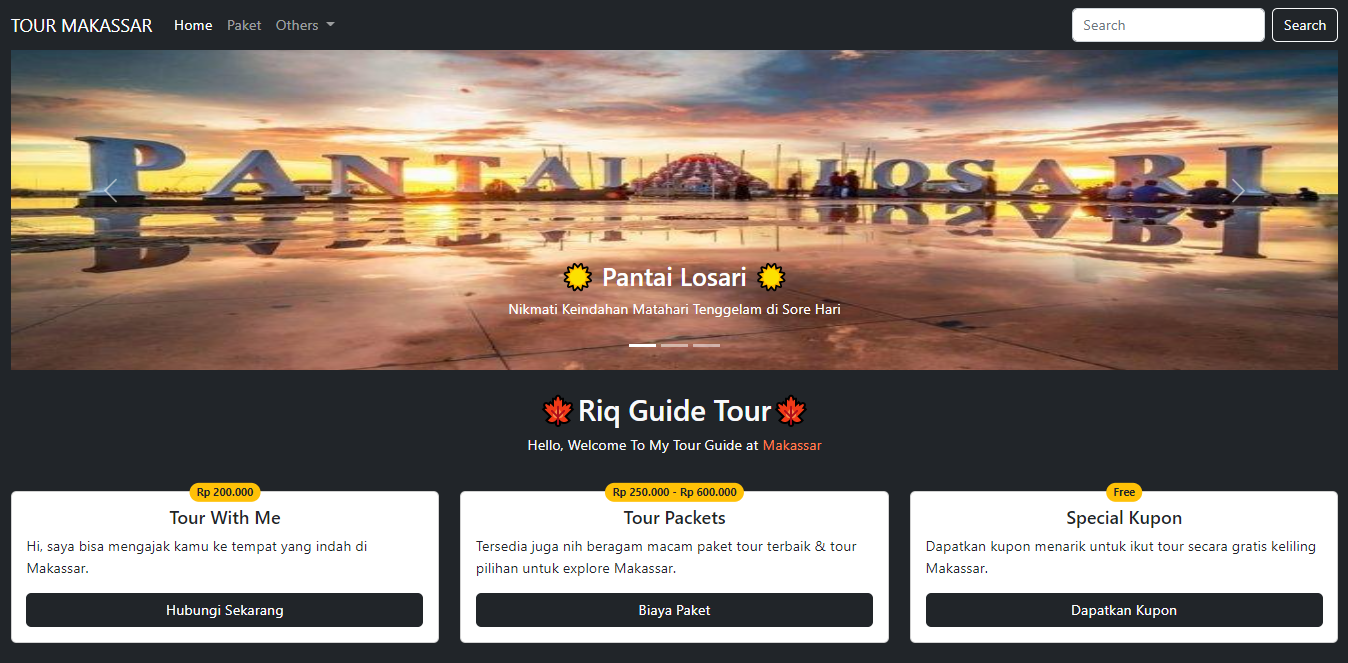 TOUR MAKASSAR Home Paket Others Search Search
PANTAI LOSARI
Pantai Losari
Nikmati Keindahan Matahari Tenggelam di Sore Hari
Riq Guide Tour
Hello, Welcome To My Tour Guide at Makassar
Rp 200.000
Tour With Me
Hi, saya bisa mengajak kamu ke tempat yang indah di
Makassar.
Hubungi Sekarang
Rp 250.000 - Rp 600.000
Tour Packets
Tersedia juga nih beragam macam paket tour terbaik & tour
pilihan untuk explore Makassar.
Biaya Paket
Free
Special Kupon
Dapatkan kupon menarik untuk ikut tour secara gratis keliling
Makassar.
Dapatkan Kupon